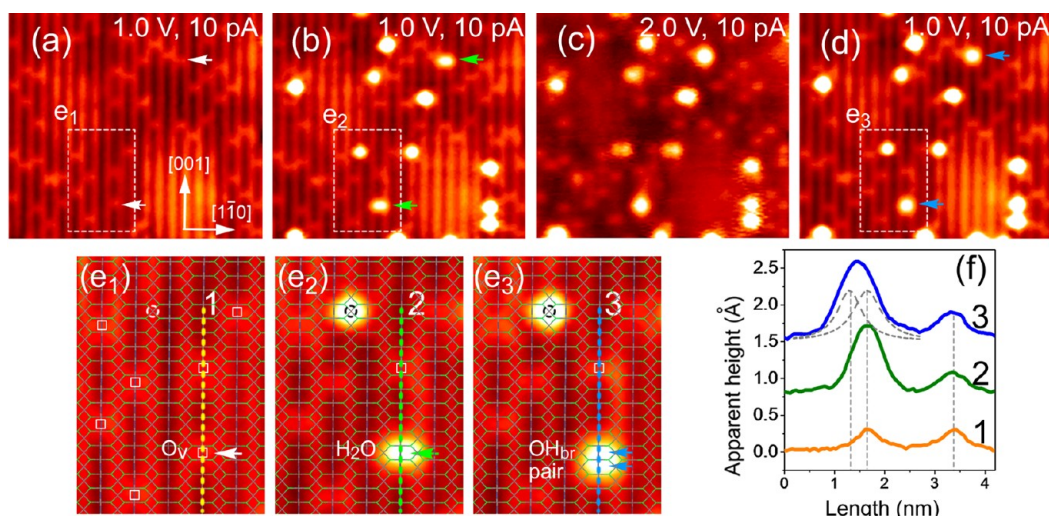 (a) 1.0 V, 10 pA
e1
[001]
[11̄0]
(b) 1.0 V, 10 pA
e2
(c) 2.0 V, 10 pA
(d) 1.0 V, 10 pA
e3
(e1) 1
Ov
(e2) 2
H2O
(e3) 3
OHbr
pair
(f)
Apparent height (Å)
2.5
2.0
1.5
1.0
0.5
0.0
3
2
1
0 1 2 3 4
Length (nm)